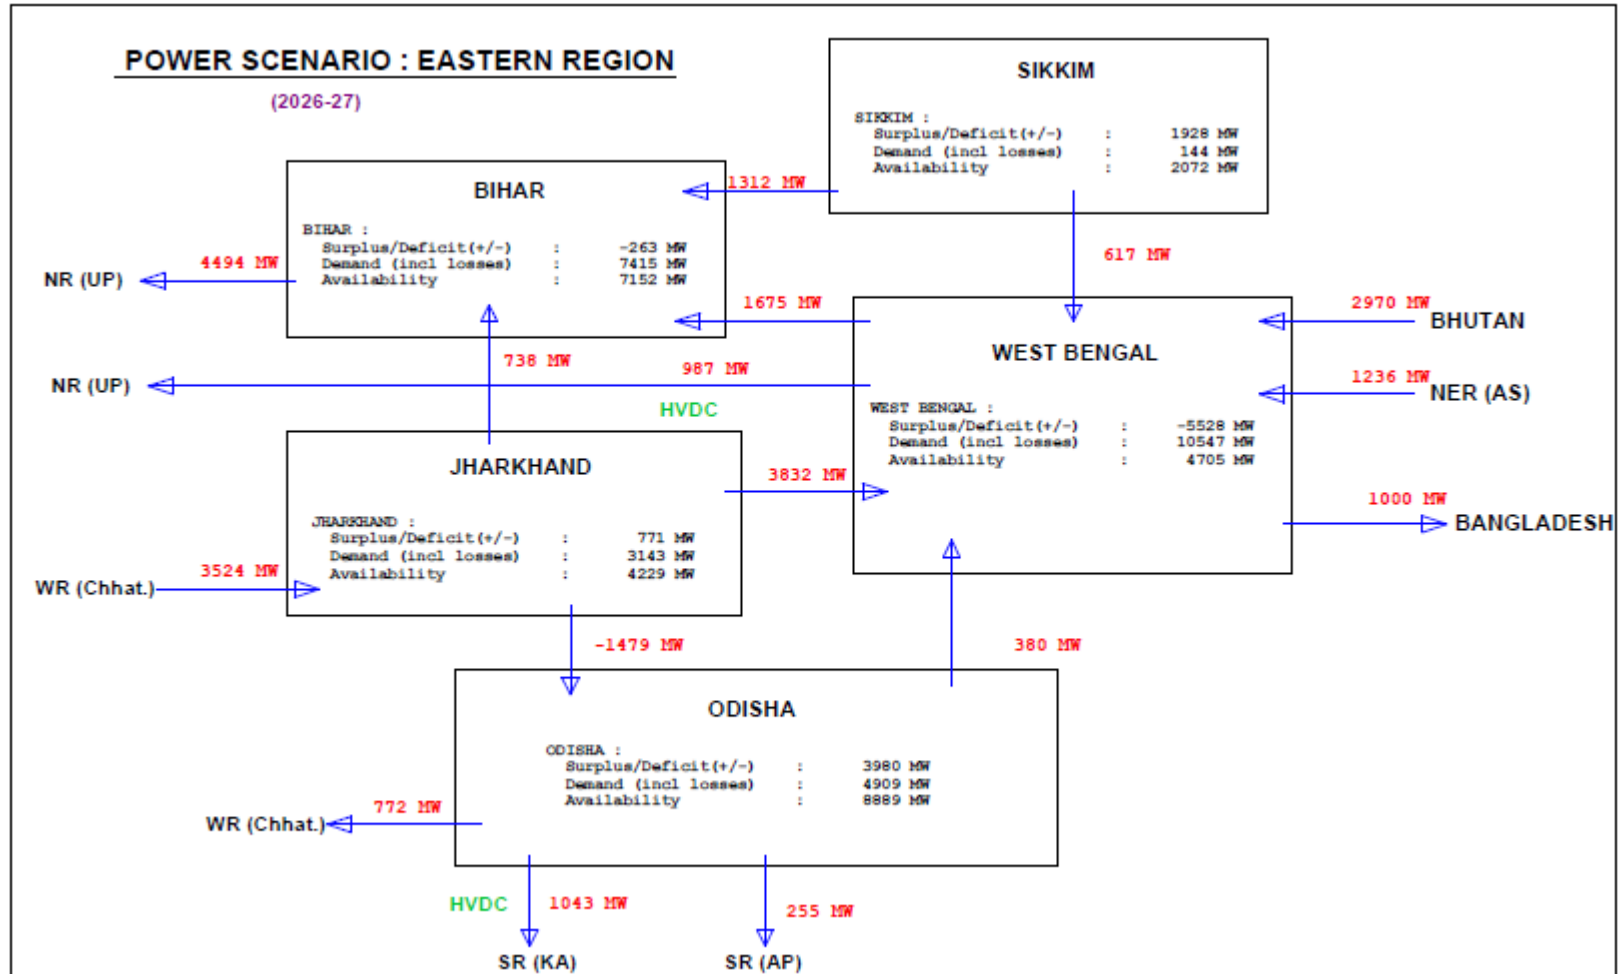 POWER SCENARIO : EASTERN REGION
(2026-27)
SIKKIM
SIKKIM :
Surplus/Deficit(+/-) : 1928 MW
Demand (incl losses) : 144 MW
Availability : 2072 MW
1312 MW
617 MW
BIHAR
BIHAR :
Surplus/Deficit(+/-) : -263 MW
Demand (incl losses) : 7415 MW
Availability : 7152 MW
4494 MW
NR (UP)
1675 MW
738 MW
987 MW
NR (UP)
HVDC
WEST BENGAL
WEST BENGAL :
Surplus/Deficit(+/-) : -5528 MW
Demand (incl losses) : 10547 MW
Availability : 4705 MW
2970 MW
BHUTAN
1236 MW
NER (AS)
1000 MW
BANGLADESH
JHARKHAND
JHARKHAND :
Surplus/Deficit(+/-) : 771 MW
Demand (incl losses) : 3143 MW
Availability : 4229 MW
3832 MW
3524 MW
WR (Chhat.)
-1479 MW
380 MW
ODISHA
ODISHA :
Surplus/Deficit(+/-) : 3980 MW
Demand (incl losses) : 4909 MW
Availability : 8889 MW
772 MW
WR (Chhat.)
HVDC
1043 MW
255 MW
SR (KA)
SR (AP)